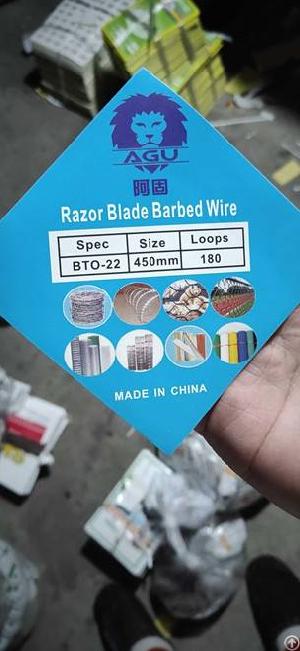 AGU
阿固
Razor Blade Barbed Wire
Spec Size Loops
BTO-22 450mm 180
MADE IN CHINA